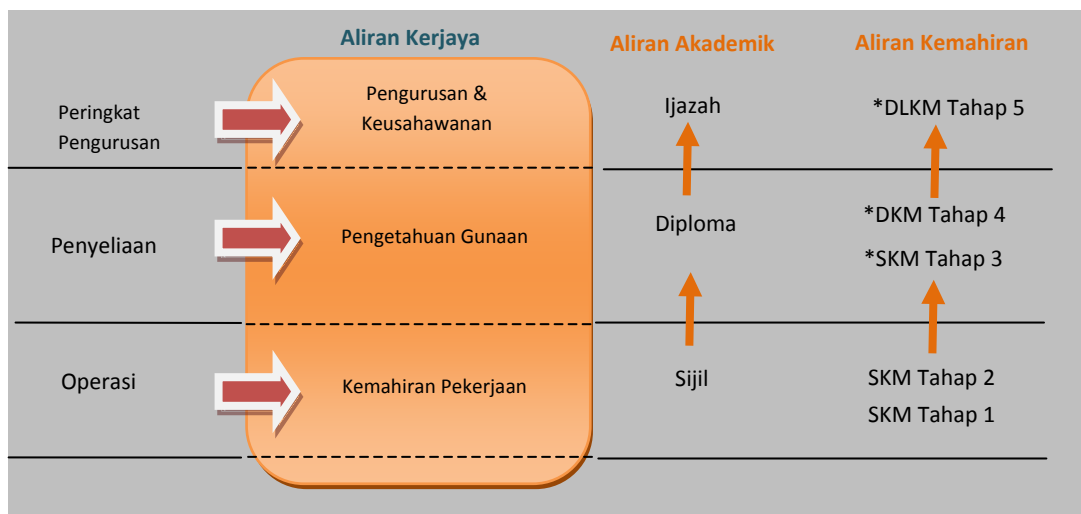 Aliran Kerjaya
Aliran Akademik
Aliran Kemahiran
Peringkat
Pengurusan
Pengurusan &
Keusahawanan
Ijazah
*DLKM Tahap 5
Penyeliaan
Pengetahuan Gunaan
Diploma
*DKM Tahap 4
*SKM Tahap 3
Operasi
Kemahiran Pekerjaan
Sijil
SKM Tahap 2
SKM Tahap 1